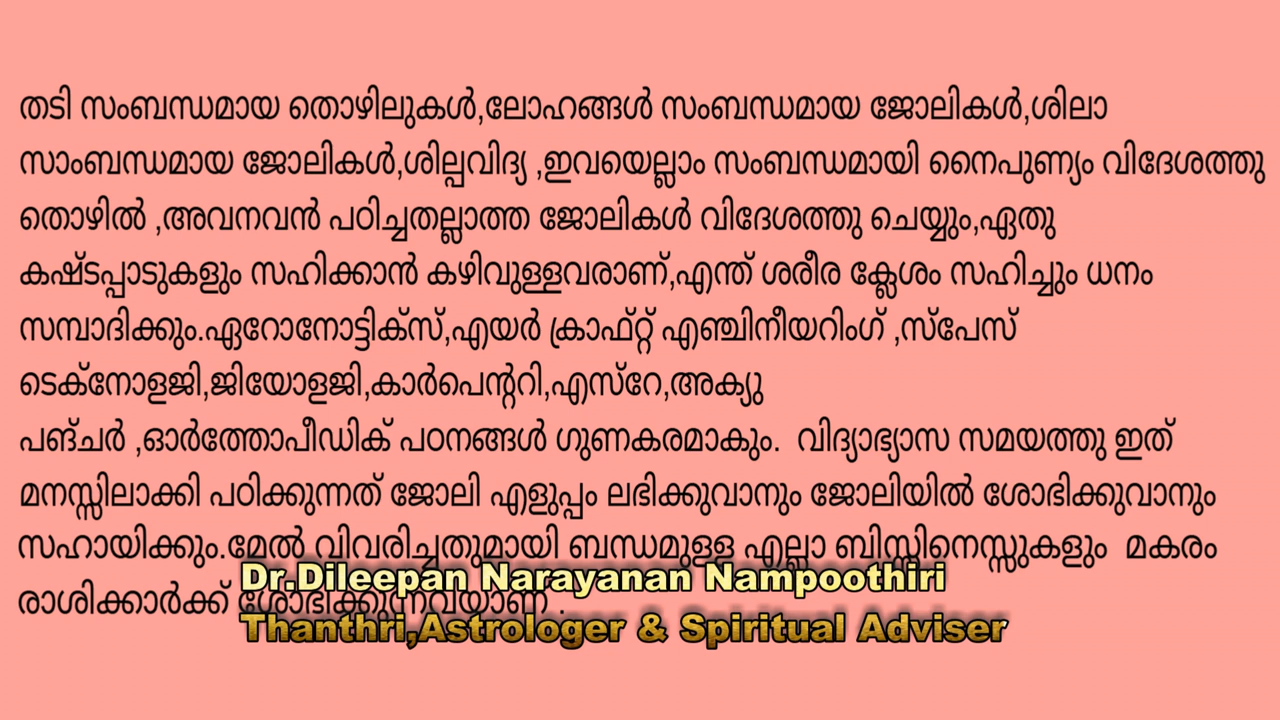 തടി സംബന്ധമായ തൊഴിലുകൾ,ലോഹങ്ങൾ സംബന്ധമായ ജോലികൾ,ശിലാ
സാംബന്ധമായ ജോലികൾ,ശില്പവിദ്യ ,ഇവയെല്ലാം സംബന്ധമായി നൈപുണ്യം വിദേശത്തു
തൊഴിൽ ,അവനവൻ പഠിച്ചതല്ലാത്ത ജോലികൾ വിദേശത്തു ചെയ്യും,ഏതു
കഷ്ടപ്പാടുകളും സഹിക്കാൻ കഴിവുള്ളവരാണ്,എന്ത് ശരീര ക്ലേശം സഹിച്ചും ധനം
സമ്പാദിക്കും.ഏറോനോട്ടിക്സ്,എയർ ക്രാഫ്റ്റ് എഞ്ചിനീയറിംഗ് ,സ്പേസ്
ടെക്നോളജി,ജിയോളജി,കാർപെന്ററി,എസ്റേ,അക്യു
പങ്ചർ ,ഓർത്തോപീഡിക് പഠനങ്ങൾ ഗുണകരമാകും. വിദ്യാഭ്യാസ സമയത്തു ഇത്
മനസ്സിലാക്കി പഠിക്കുന്നത് ജോലി എളുപ്പം ലഭിക്കുവാനും ജോലിയിൽ ശോഭിക്കുവാനും
സഹായിക്കും.മേൽ വിവരിച്ചതുമായി ബന്ധമുള്ള എല്ലാ ബിസ്സിനെസ്സുകളും മകരം
രാശിക്കാർക്ക് ശോഭിക്കുന്നവയാണ് .
Dr.Dileepan Narayanan Nampoothiri
Thanthri,Astrologer & Spiritual Adviser